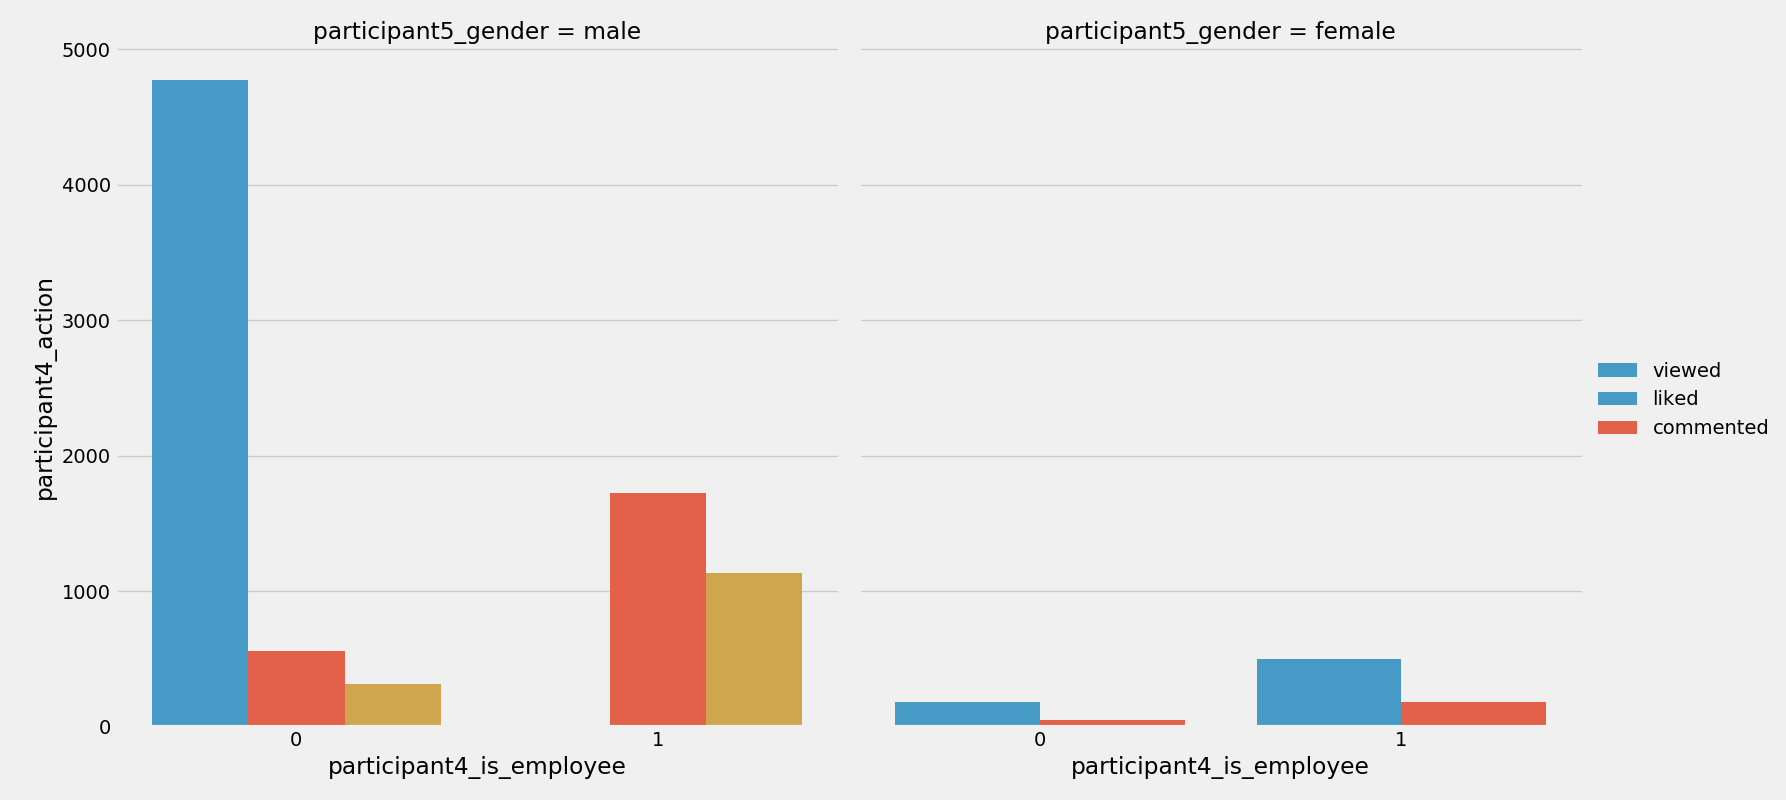 participant5_gender = male
participant5_gender = female
5000
4000
3000
2000
1000
0
participant4_action
0
1
participant4_is_employee
0
1
participant4_is_employee
viewed
liked
commented